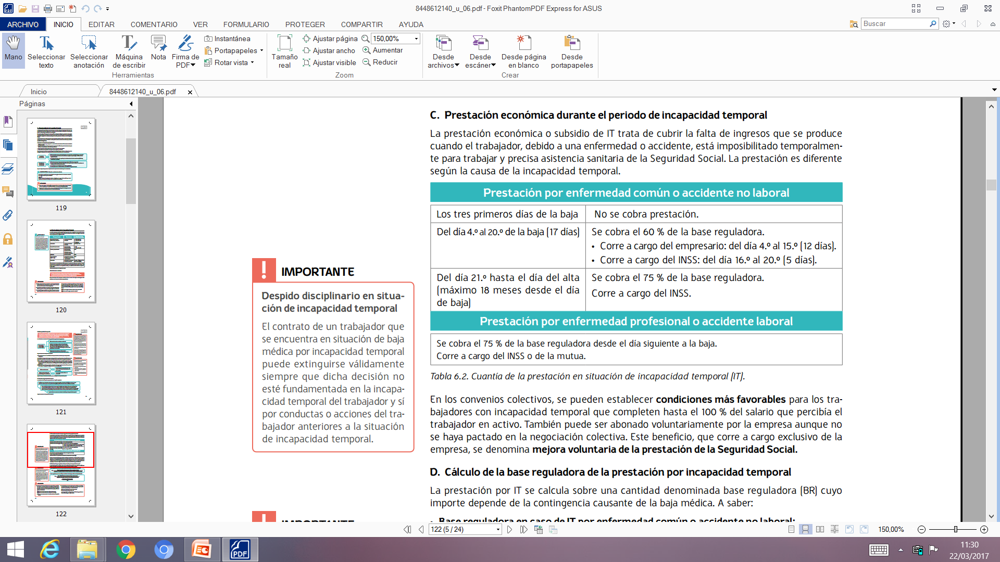 8448612140_u_06.pdf - Foxit PhantomPDF Express for ASUS
ARCHIVO INICIO EDITAR COMENTARIO VER FORMULARIO PROTEGER COMPARTIR AYUDA
Buscar
Mano
Seleccionar texto
Seleccionar anotación
Máquina de escribir
Nota
Firma de PDF
Instantánea
Portapapeles
Rotar vista
Herramientas
Tamaño real
Ajustar página
Ajustar ancho
Ajustar visible
150,00%
Aumentar
Reducir
Zoom
Desde archivos
Desde escáner
Desde página en blanco
Desde portapapeles
Crear
Inicio
8448612140_u_06.pdf
Páginas
119
120
121
122
C. Prestación económica durante el periodo de incapacidad temporal
La prestación económica o subsidio de IT trata de cubrir la falta de ingresos que se produce
cuando el trabajador, debido a una enfermedad o accidente, está imposibilitado temporalmen-
te para trabajar y precisa asistencia sanitaria de la Seguridad Social. La prestación es diferente
según la causa de la incapacidad temporal.
Prestación por enfermedad común o accidente no laboral
Los tres primeros días de la baja
No se cobra prestación.
Del día 4.º al 20.º de la baja (17 días)
Se cobra el 60 % de la base reguladora.
• Corre a cargo del empresario: del día 4.º al 15.º (12 días).
• Corre a cargo del INSS: del día 16.º al 20.º (5 días).
Del día 21.º hasta el día del alta
(máximo 18 meses desde el día
de baja)
Se cobra el 75 % de la base reguladora.
Corre a cargo del INSS.
Prestación por enfermedad profesional o accidente laboral
Se cobra el 75 % de la base reguladora desde el día siguiente a la baja.
Corre a cargo del INSS o de la mutua.
Tabla 6.2. Cuantía de la prestación en situación de incapacidad temporal (IT).
! IMPORTANTE
Despido disciplinario en situa-
ción de incapacidad temporal
El contrato de un trabajador que
se encuentra en situación de baja
médica por incapacidad temporal
puede extinguirse válidamente
siempre que dicha decisión no
esté fundamentada en la incapa-
cidad temporal del trabajador y sí
por conductas o acciones del tra-
bajador anteriores a la situación
de incapacidad temporal.
En los convenios colectivos, se pueden establecer condiciones más favorables para los tra-
bajadores con incapacidad temporal que completen hasta el 100 % del salario que percibía el
trabajador en activo. También puede ser abonado voluntariamente por la empresa aunque no
se haya pactado en la negociación colectiva. Este beneficio, que corre a cargo exclusivo de la
empresa, se denomina mejora voluntaria de la prestación de la Seguridad Social.
D. Cálculo de la base reguladora de la prestación por incapacidad temporal
La prestación por IT se calcula sobre una cantidad denominada base reguladora (BR) cuyo
importe depende de la contingencia causante de la baja médica. A saber:
• Base reguladora en caso de IT por enfermedad común o accidente no laboral:
IMPORTANTE
122 (5 / 24)
150,00%
PDF
11:30
22/03/2017